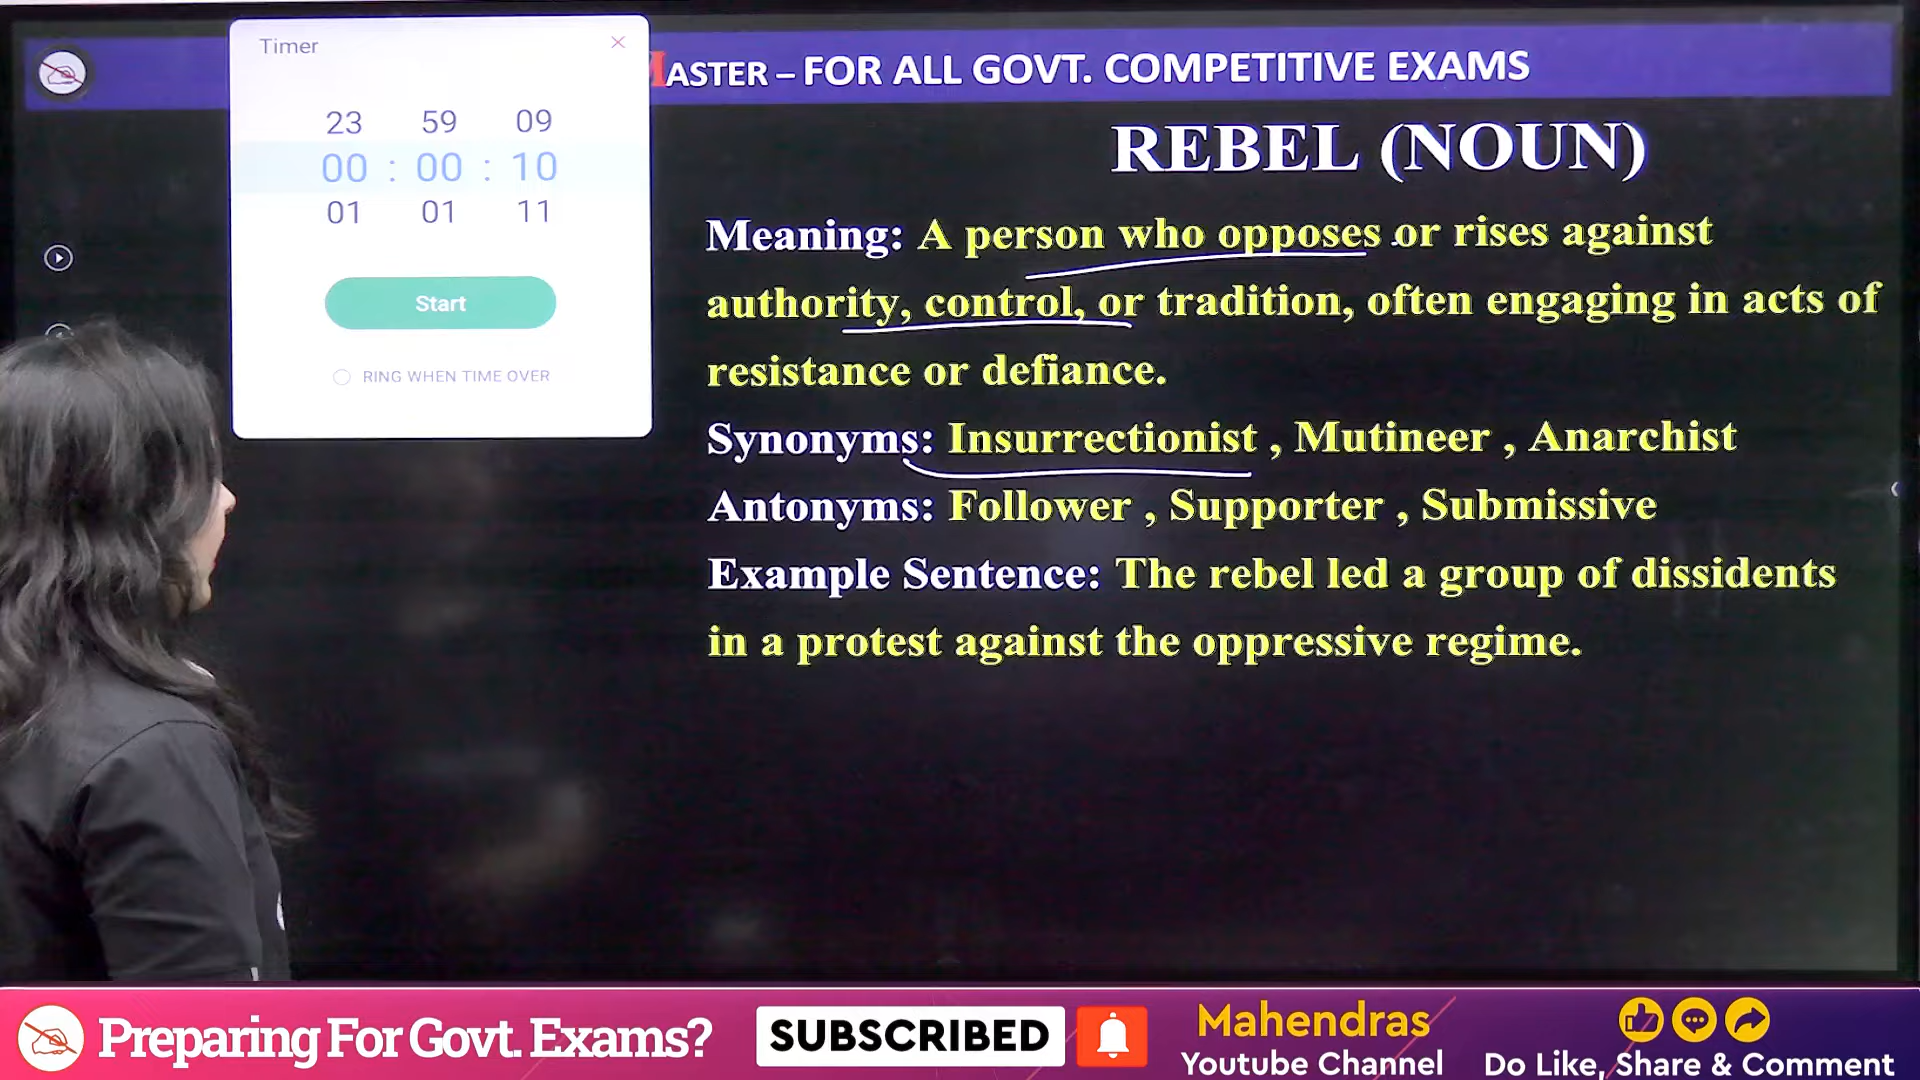 Timer
23 59 09
00 : 00 : 10
01 01 11
Start
RING WHEN TIME OVER
MASTER – FOR ALL GOVT. COMPETITIVE EXAMS
REBEL (NOUN)
Meaning: A person who opposes or rises against
authority, control, or tradition, often engaging in acts of
resistance or defiance.
Synonyms: Insurrectionist , Mutineer , Anarchist
Antonyms: Follower , Supporter , Submissive
Example Sentence: The rebel led a group of dissidents
in a protest against the oppressive regime.
Preparing For Govt. Exams?
SUBSCRIBED
Mahendras
Youtube Channel
Do Like, Share & Comment